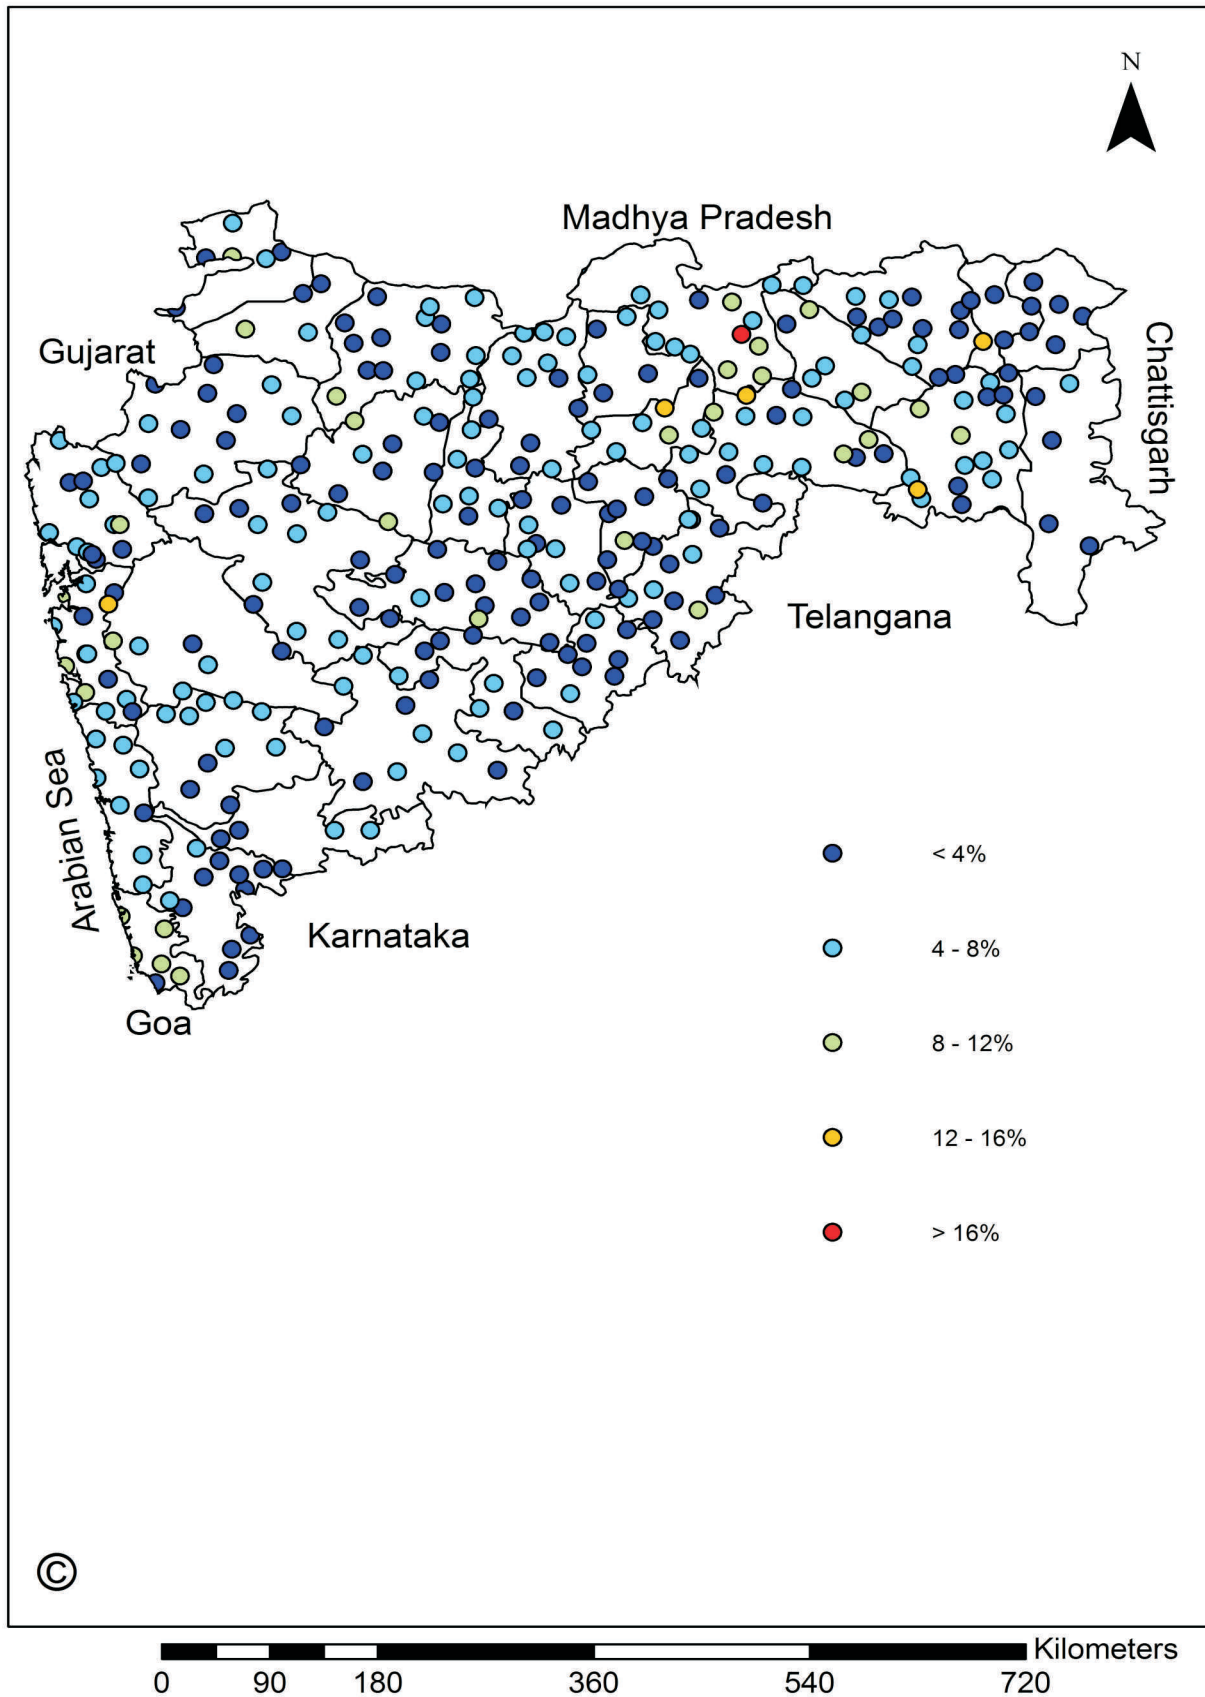 N
Madhya Pradesh
Gujarat
Chattisgarh
Telangana
Arabian Sea
Karnataka
Goa
< 4%
4 - 8%
8 - 12%
12 - 16%
> 16%
©
Kilometers
0 90 180 360 540 720